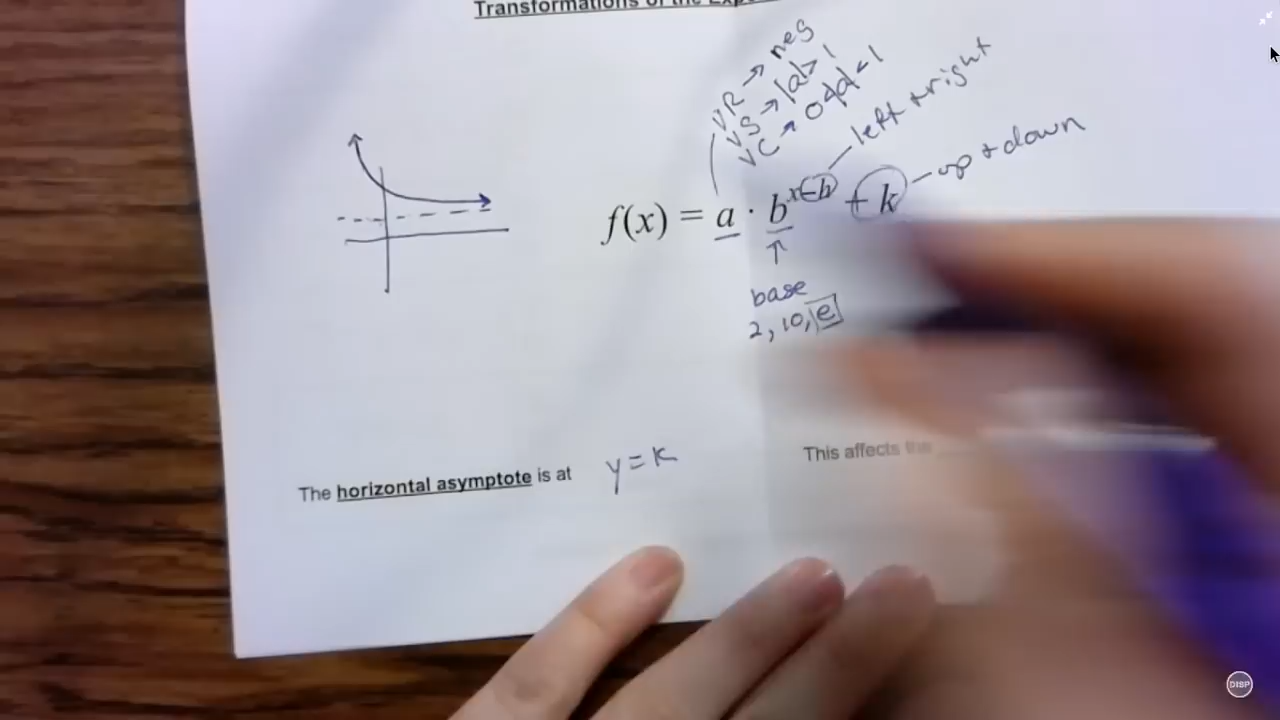 Transformations of the
VR → neg
VS → |a| > 1
VC → 0<|a|<1
left + right
up + down
f(x) = a · b^{x-h} + k
↑
base
2, 10, e
The horizontal asymptote is at y = k
This affects the
DISP